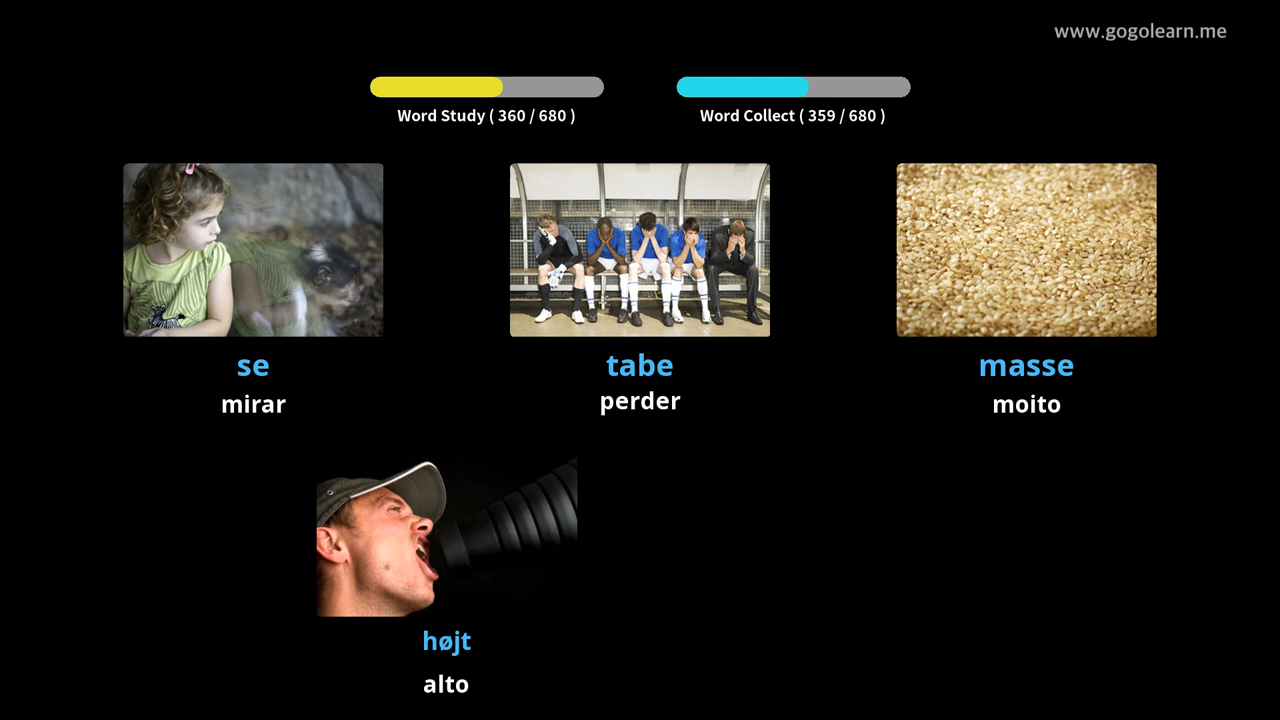 www.gogolearn.me
Word Study ( 360 / 680 )
Word Collect ( 359 / 680 )
se
mirar
tabe
perder
masse
moito
højt
alto